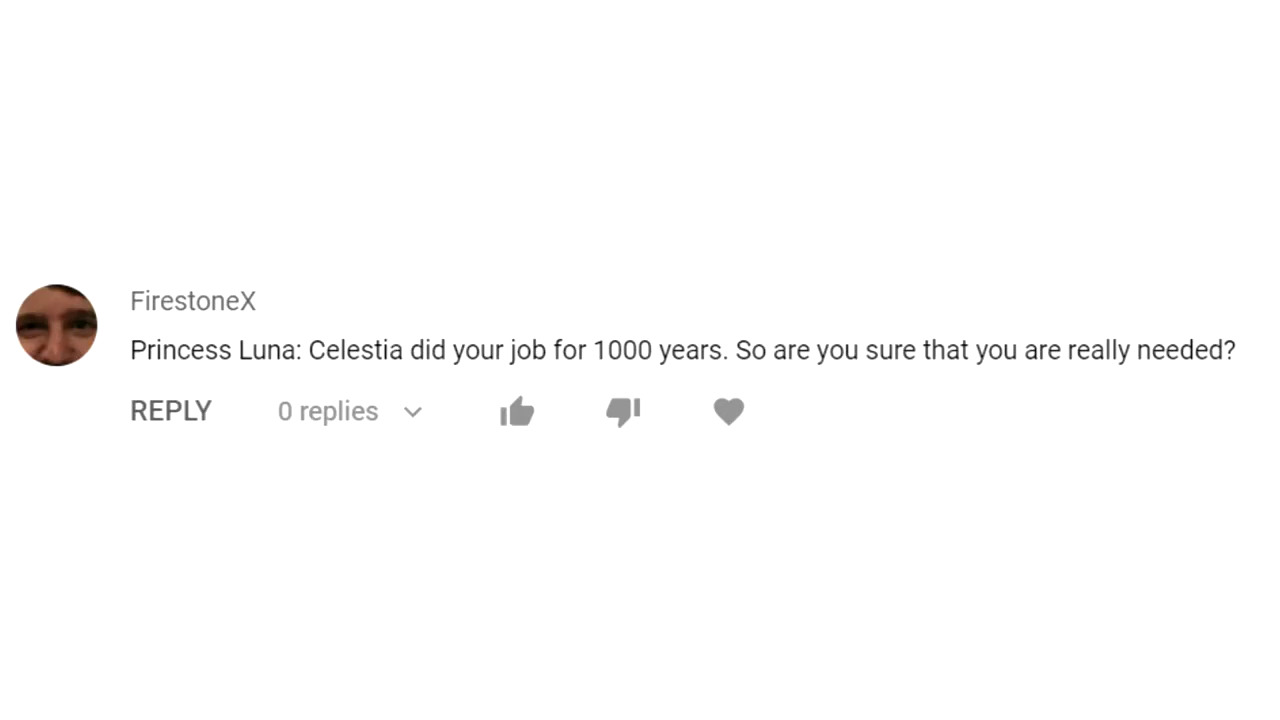 FirestoneX
Princess Luna: Celestia did your job for 1000 years. So are you sure that you are really needed?
REPLY 0 replies